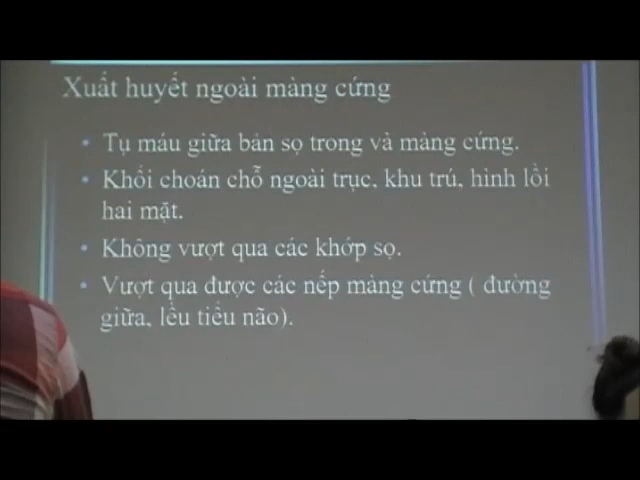 Xuất huyết ngoài màng cứng
• Tụ máu giữa bản sọ trong và màng cứng.
• Khối choán chỗ ngoài trục, khu trú, hình lồi
hai mặt.
• Không vượt qua các khớp sọ.
• Vượt qua được các nếp màng cứng ( đường
giữa, lều tiểu não).